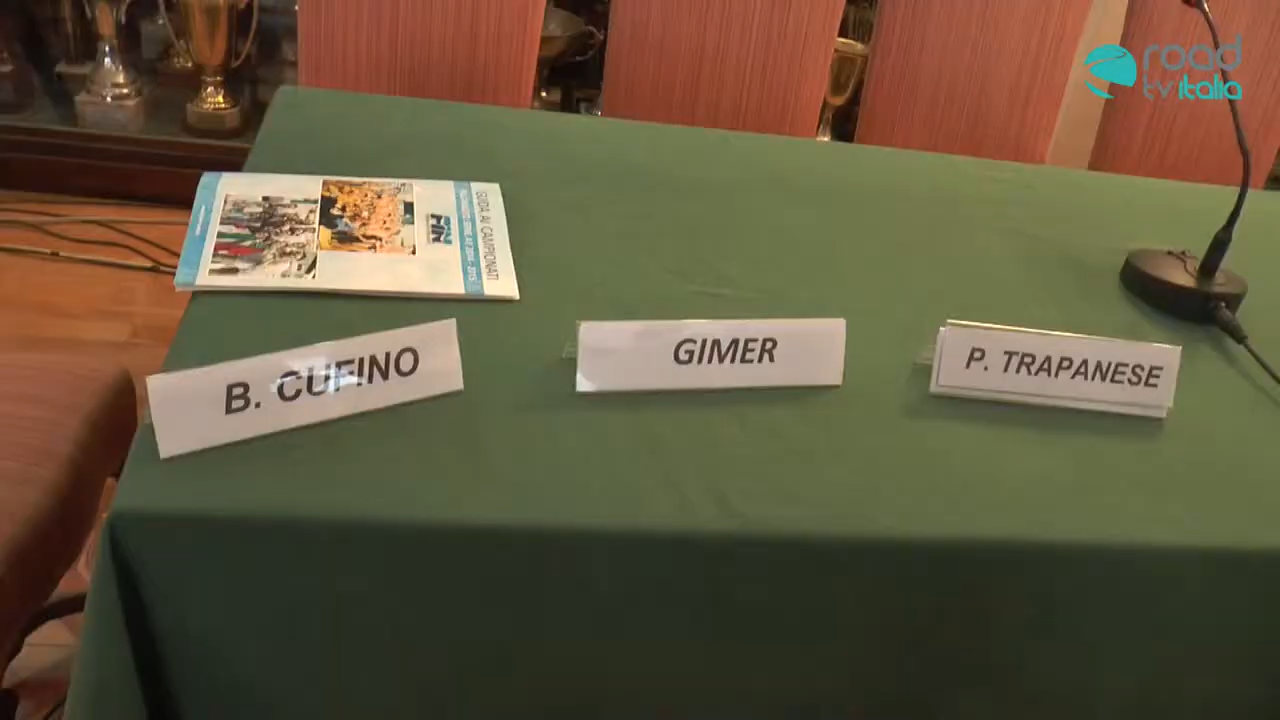 road
tv italia
GUIDA AI CAMPIONATI
FIN
B. CUFINO
GIMER
P. TRAPANESE